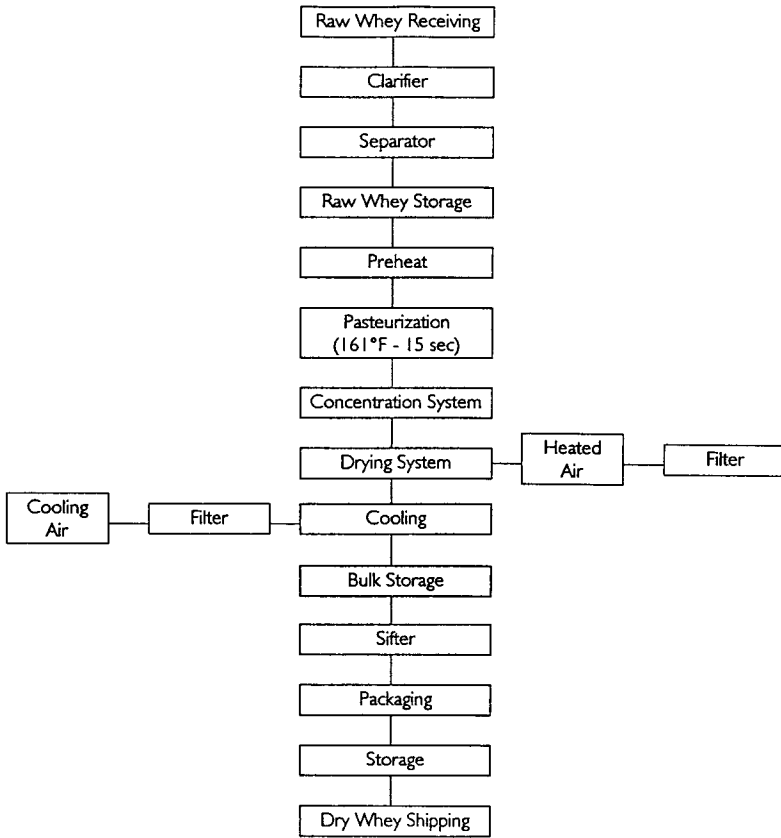 Raw Whey Receiving
Clarifier
Separator
Raw Whey Storage
Preheat
Pasteurization
(161°F - 15 sec)
Concentration System
Drying System
Heated
Air
Filter
Cooling
Air
Filter
Cooling
Bulk Storage
Sifter
Packaging
Storage
Dry Whey Shipping